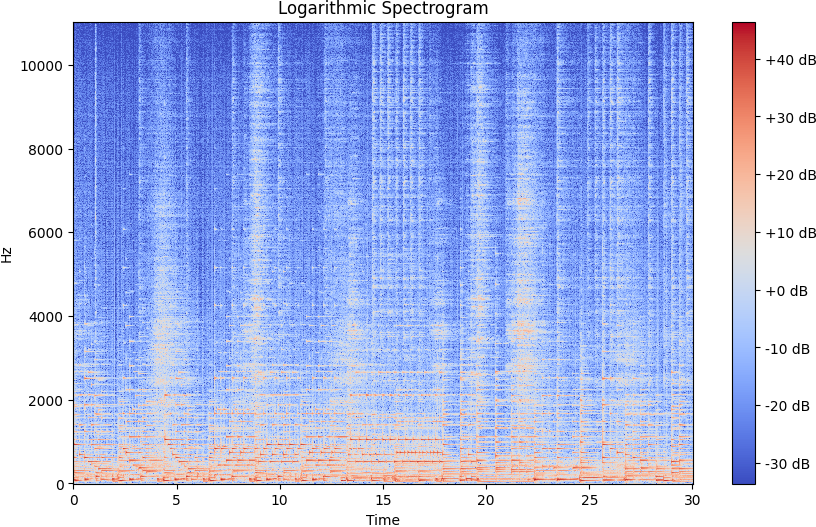 Logarithmic Spectrogram
Hz
10000
8000
6000
4000
2000
0
0 5 10 15 20 25 30
Time
+40 dB
+30 dB
+20 dB
+10 dB
+0 dB
-10 dB
-20 dB
-30 dB